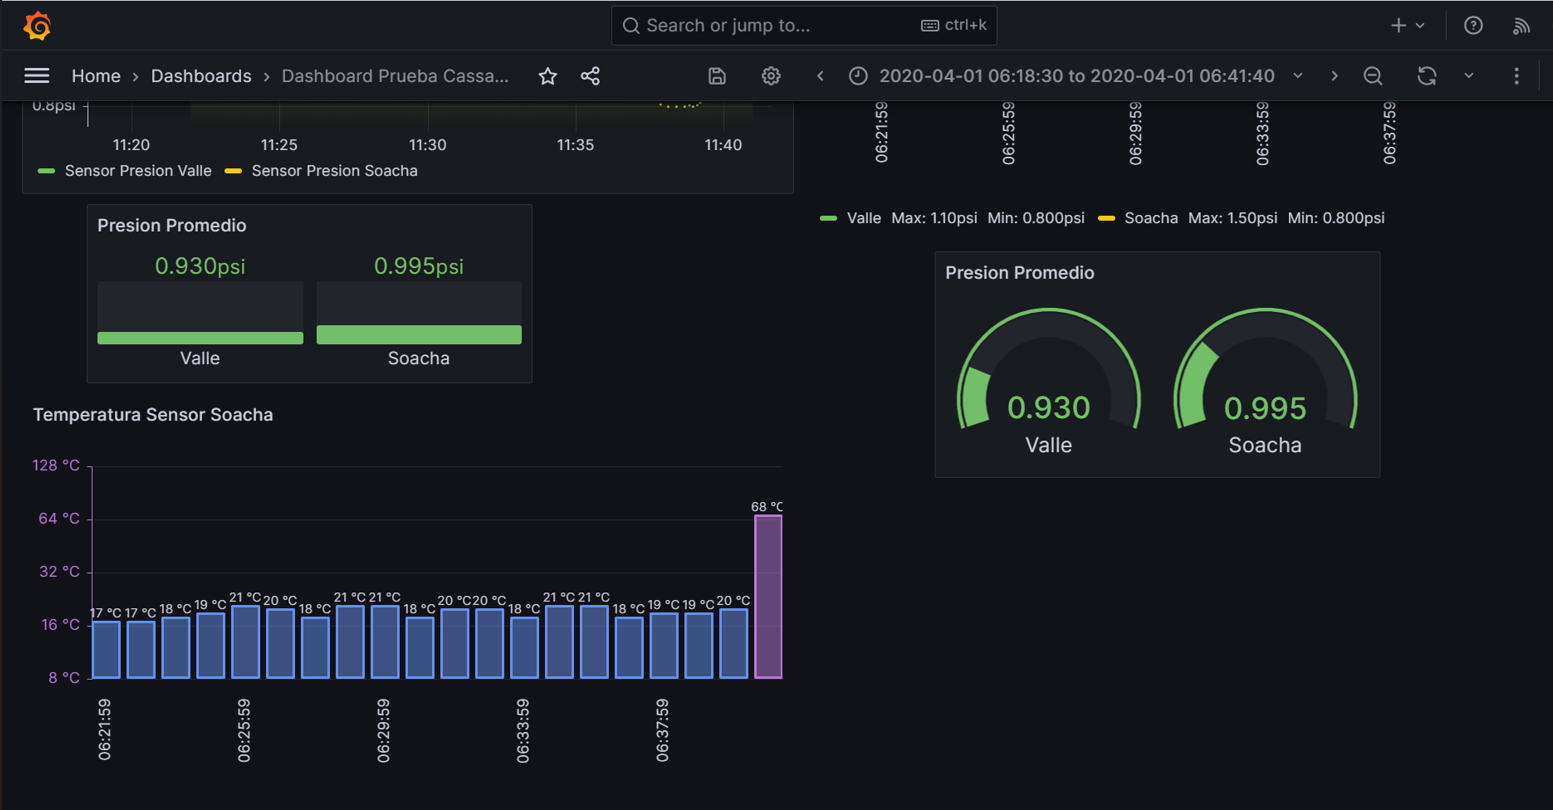 Search or jump to...
ctrl+k
Home › Dashboards › Dashboard Prueba Cassa...
2020-04-01 06:18:30 to 2020-04-01 06:41:40
0.8psi
11:20 11:25 11:30 11:35 11:40
Sensor Presion Valle Sensor Presion Soacha
06:21:59 06:25:59 06:29:59 06:33:59 06:37:59
Valle Max: 1.10psi Min: 0.800psi Soacha Max: 1.50psi Min: 0.800psi
Presion Promedio
0.930psi 0.995psi
Valle Soacha
Presion Promedio
0.930 0.995
Valle Soacha
Temperatura Sensor Soacha
128 °C
64 °C
32 °C
16 °C
8 °C
17 °C 17 °C 18 °C 19 °C 21 °C 20 °C 18 °C 21 °C 21 °C 18 °C 20 °C 20 °C 18 °C 21 °C 21 °C 18 °C 19 °C 19 °C 20 °C 68 °C
06:21:59 06:25:59 06:29:59 06:33:59 06:37:59